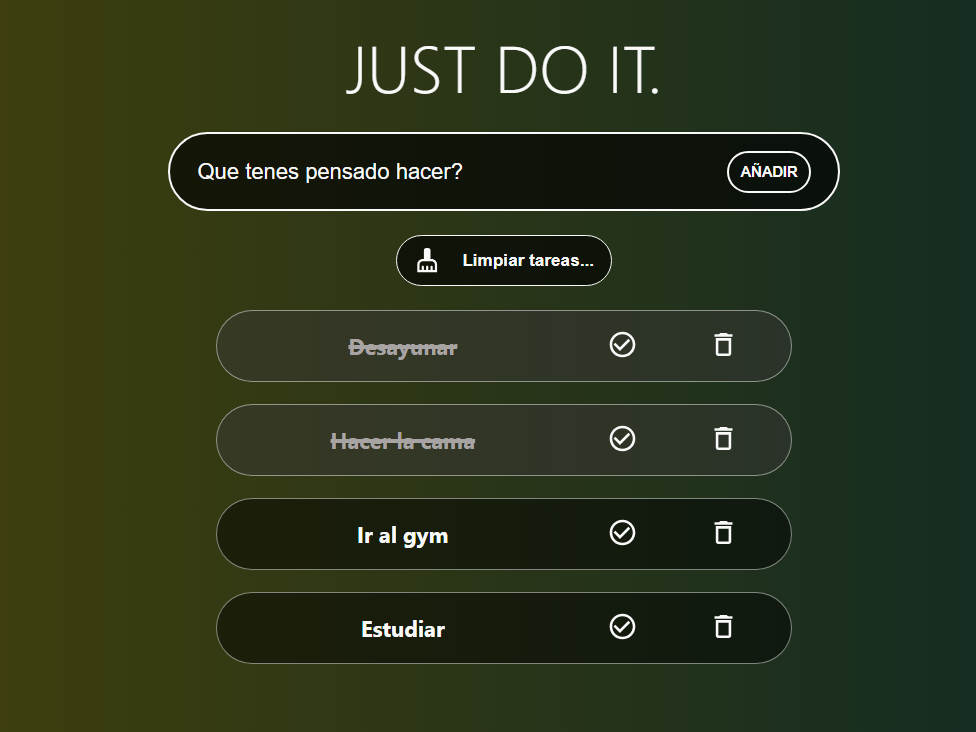 JUST DO IT.
Que tenes pensado hacer?
AÑADIR
Limpiar tareas...
Desayunar
Hacer la cama
Ir al gym
Estudiar